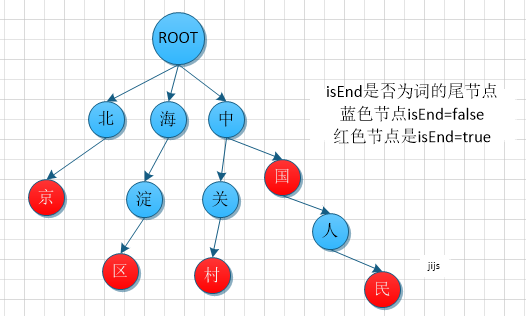 ROOT
isEnd是否为词的尾节点
蓝色节点isEnd=false
红色节点是isEnd=true
北
海
中
京
淀
关
国
区
村
人
民
jijs